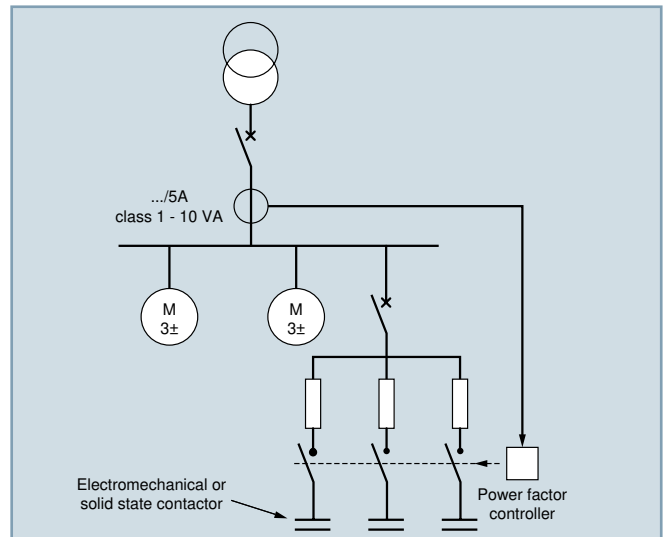 .../5A
class 1 - 10 VA
M
3±
M
3±
Electromechanical or
solid state contactor
Power factor
controller